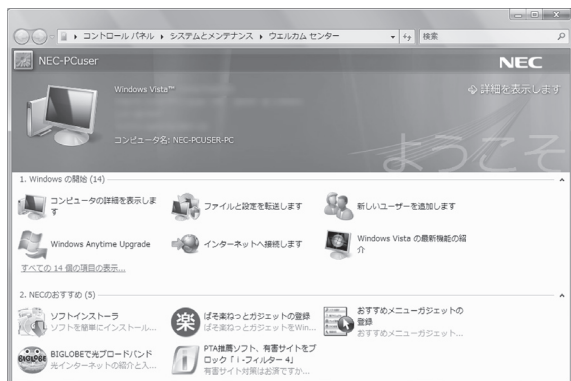 コントロール パネル ▸ システムとメンテナンス ▸ ウエルカム センター
検索
NEC-PCuser
NEC
Windows Vista™
詳細を表示します
コンピュータ名: NEC-PCUSER-PC
ようこそ
1. Windows の開始 (14)
コンピュータの詳細を表示しま
す
ファイルと設定を転送します
新しいユーザーを追加します
Windows Anytime Upgrade
インターネットへ接続します
Windows Vista の最新機能の紹
介
すべての 14 個の項目の表示...
2. NECのおすすめ (5)
ソフトインストーラ
ソフトを簡単にインストール...
楽
ぱそ楽ねっとガジェットの登録
ぱそ楽ねっとガジェットをWin...
おすすめメニューガジェットの
登録
おすすめメニューガジェット...
BIGLOBE
BIGLOBEで光ブロードバンド
光インターネットの紹介と入...
i
PTA推薦ソフト、有害サイトをブ
ロック「i -フィルター 4」
有害サイト対策はお済ですか...